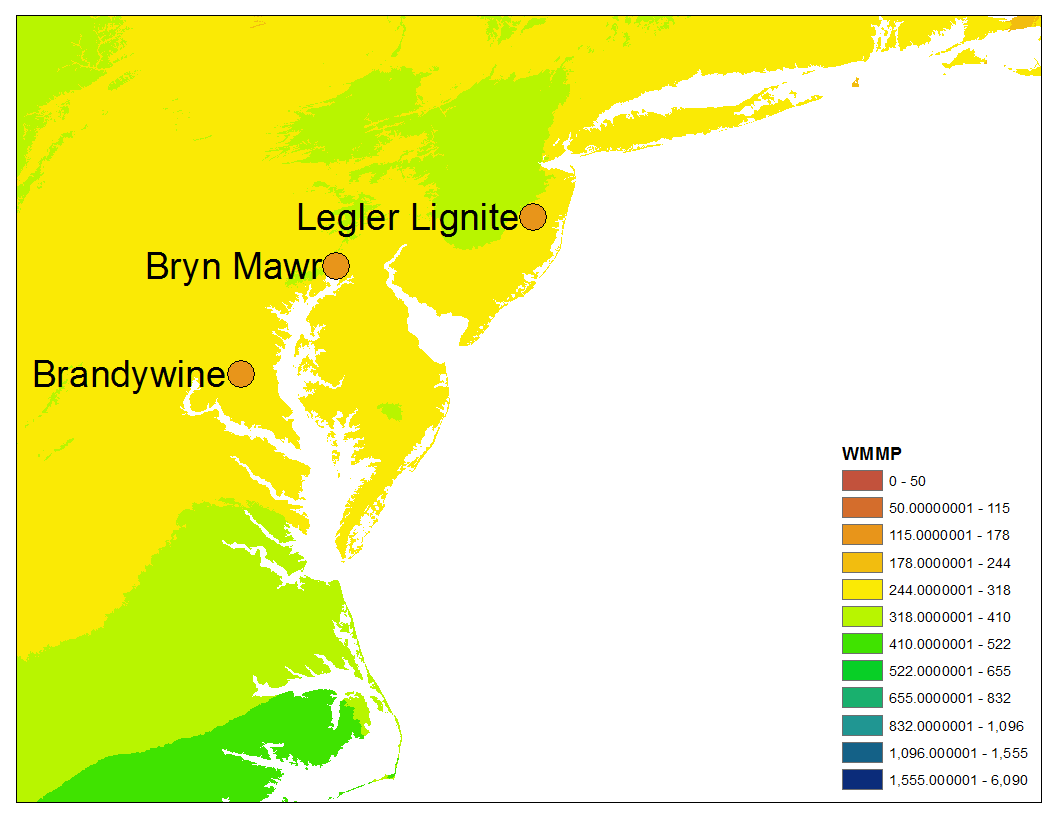 Legler Lignite
Bryn Mawr
Brandywine
WMMP
0 - 50
50.00000001 - 115
115.0000001 - 178
178.0000001 - 244
244.0000001 - 318
318.0000001 - 410
410.0000001 - 522
522.0000001 - 655
655.0000001 - 832
832.0000001 - 1,096
1,096.000001 - 1,555
1,555.000001 - 6,090